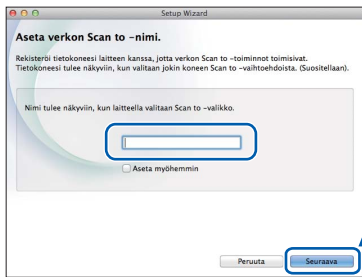 Setup Wizard
Aseta verkon Scan to -nimi.
Rekisteröi tietokoneesi laitteen kanssa, jotta verkon Scan to -toiminnot toimisivat.
Tietokoneesi tulee näkyviin, kun valitaan jokin koneen Scan to -vaihtoehdoista. (Suositellaan).
Nimi tulee näkyviin, kun laitteella valitaan Scan to -valikko.
Aseta myöhemmin
Peruuta Seuraava